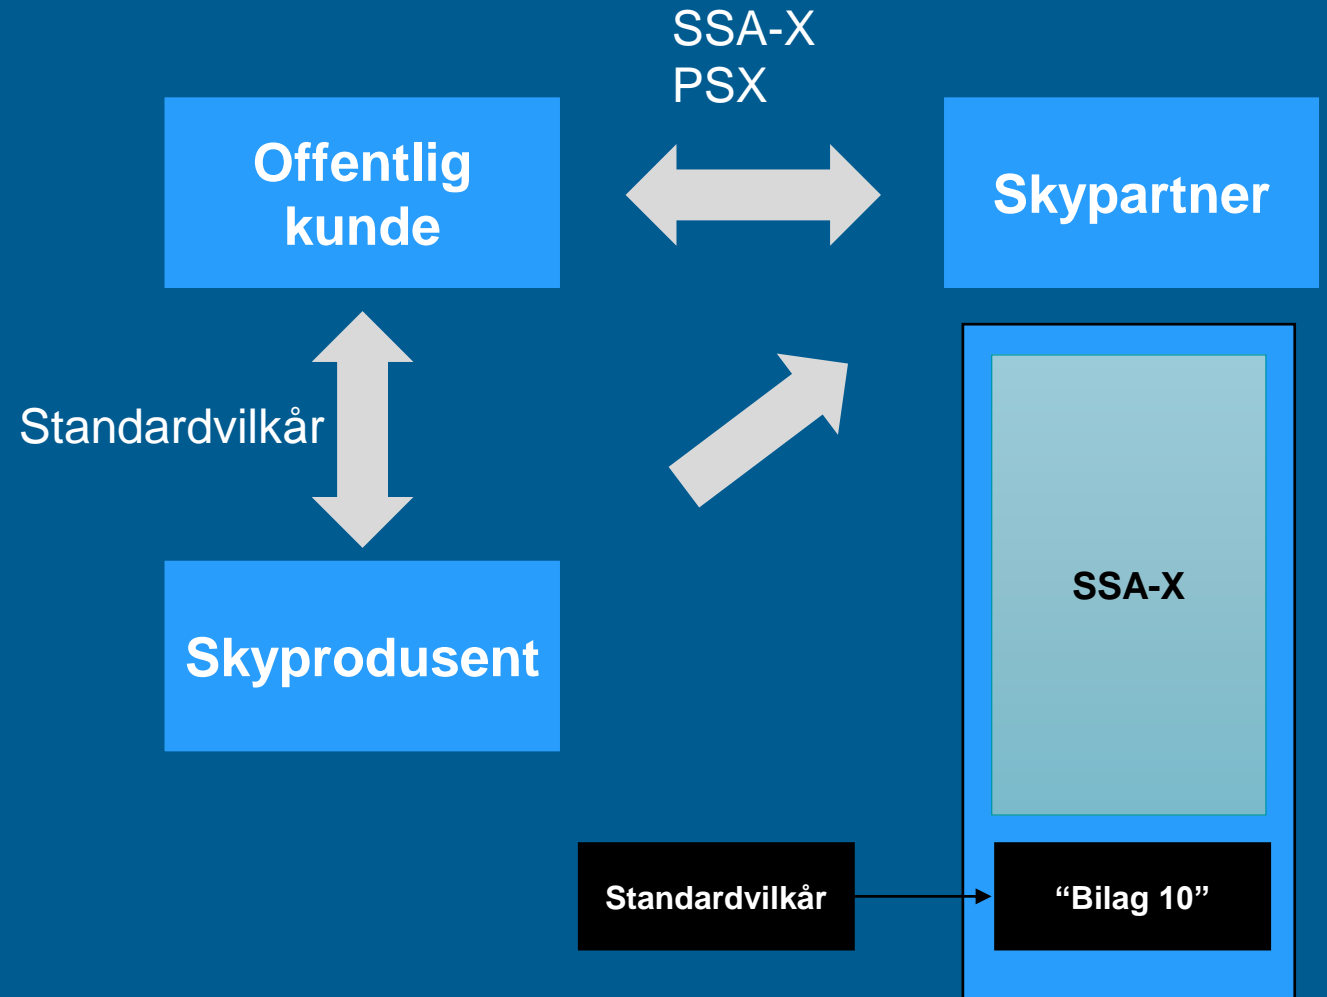 SSA-X
PSX
Offentlig
kunde
Skypartner
Standardvilkår
SSA-X
Skyprodusent
Standardvilkår
“Bilag 10”